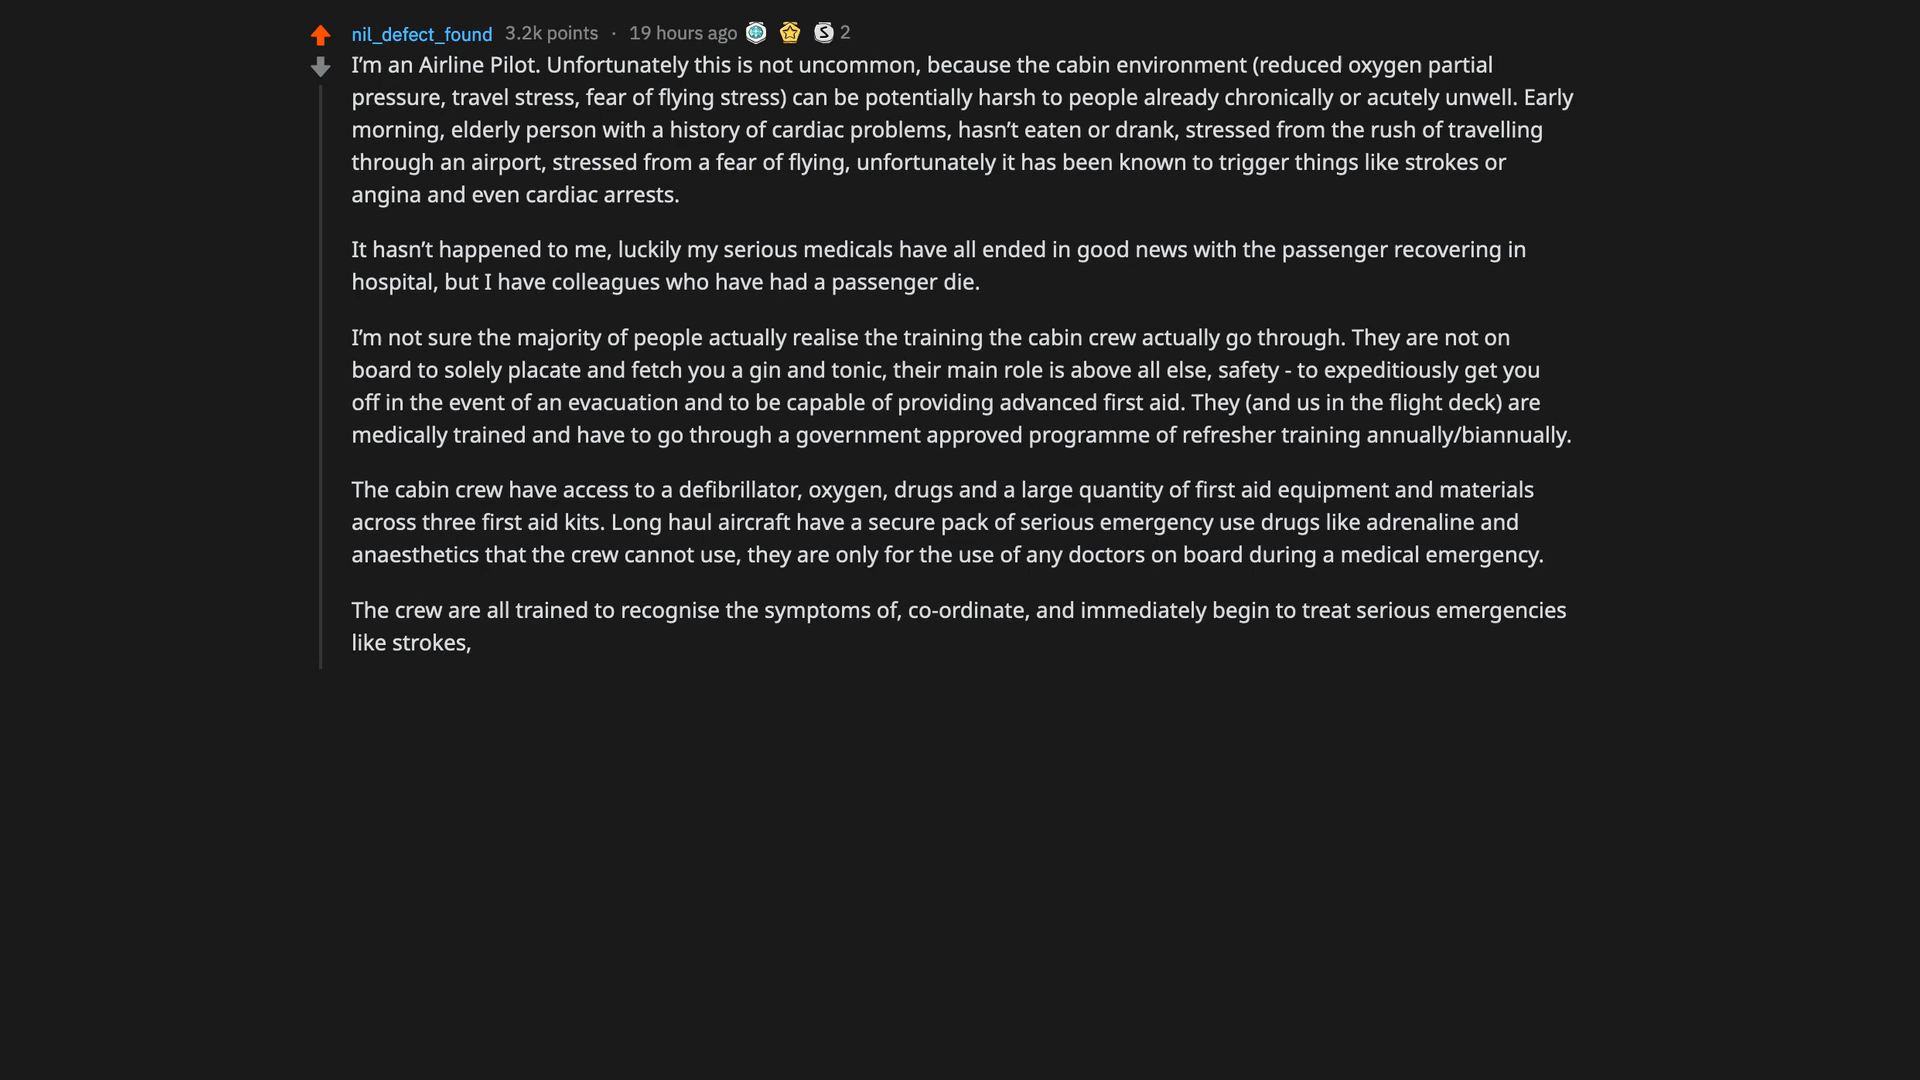 nil_defect_found 3.2k points · 19 hours ago S 2
I’m an Airline Pilot. Unfortunately this is not uncommon, because the cabin environment (reduced oxygen partial
pressure, travel stress, fear of flying stress) can be potentially harsh to people already chronically or acutely unwell. Early
morning, elderly person with a history of cardiac problems, hasn’t eaten or drank, stressed from the rush of travelling
through an airport, stressed from a fear of flying, unfortunately it has been known to trigger things like strokes or
angina and even cardiac arrests.
It hasn’t happened to me, luckily my serious medicals have all ended in good news with the passenger recovering in
hospital, but I have colleagues who have had a passenger die.
I’m not sure the majority of people actually realise the training the cabin crew actually go through. They are not on
board to solely placate and fetch you a gin and tonic, their main role is above all else, safety - to expeditiously get you
off in the event of an evacuation and to be capable of providing advanced first aid. They (and us in the flight deck) are
medically trained and have to go through a government approved programme of refresher training annually/biannually.
The cabin crew have access to a defibrillator, oxygen, drugs and a large quantity of first aid equipment and materials
across three first aid kits. Long haul aircraft have a secure pack of serious emergency use drugs like adrenaline and
anaesthetics that the crew cannot use, they are only for the use of any doctors on board during a medical emergency.
The crew are all trained to recognise the symptoms of, co-ordinate, and immediately begin to treat serious emergencies
like strokes,